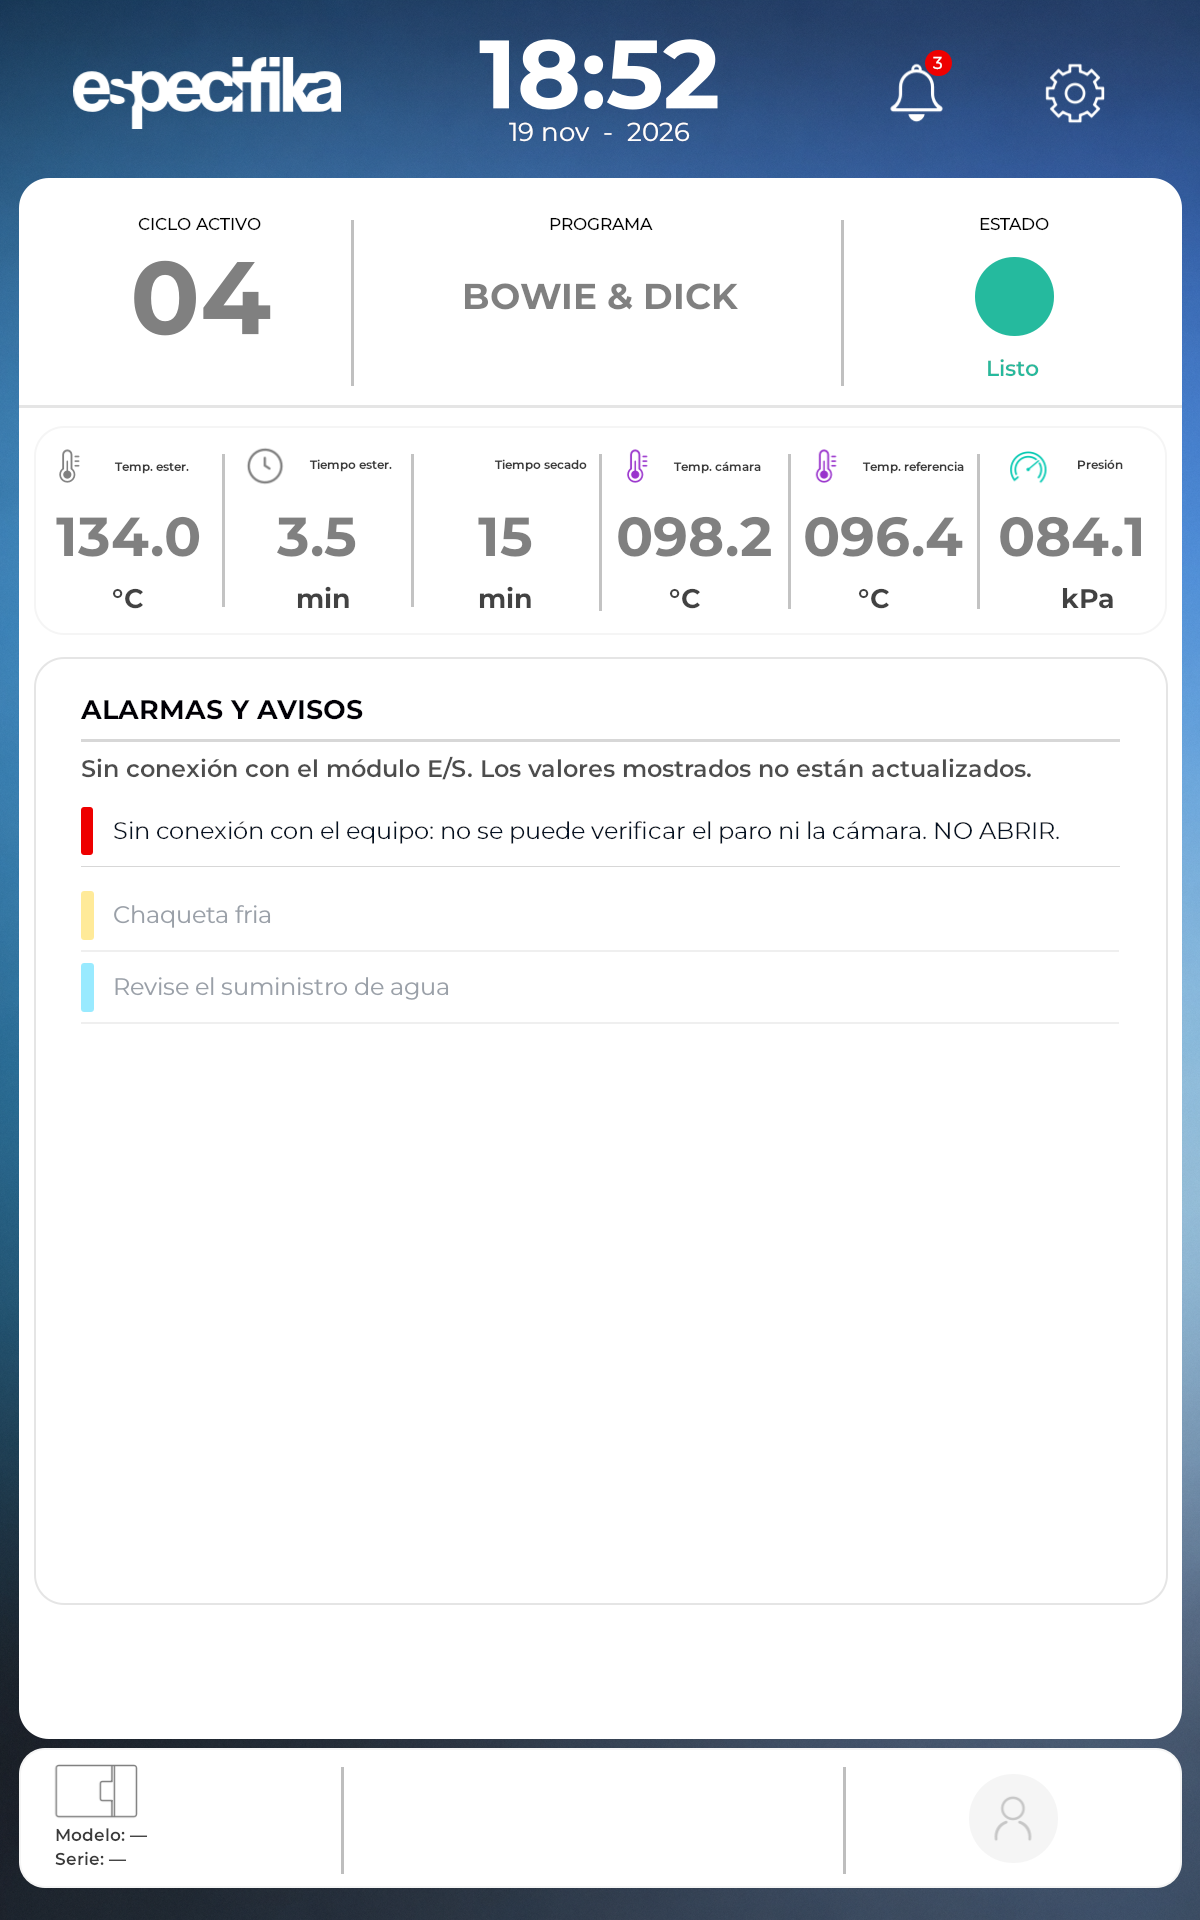 especifika
18:52
3
19 nov - 2026
CICLO ACTIVO
PROGRAMA
ESTADO
04
BOWIE & DICK
Listo
Temp. ester.
Tiempo ester.
Tiempo secado
Temp. cámara
Temp. referencia
Presión
134.0
3.5
15
098.2
096.4
084.1
°C
min
min
°C
°C
kPa
ALARMAS Y AVISOS
Sin conexión con el módulo E/S. Los valores mostrados no están actualizados.
Sin conexión con el equipo: no se puede verificar el paro ni la cámara. NO ABRIR.
Chaqueta fria
Revise el suministro de agua
Modelo: —
Serie: —